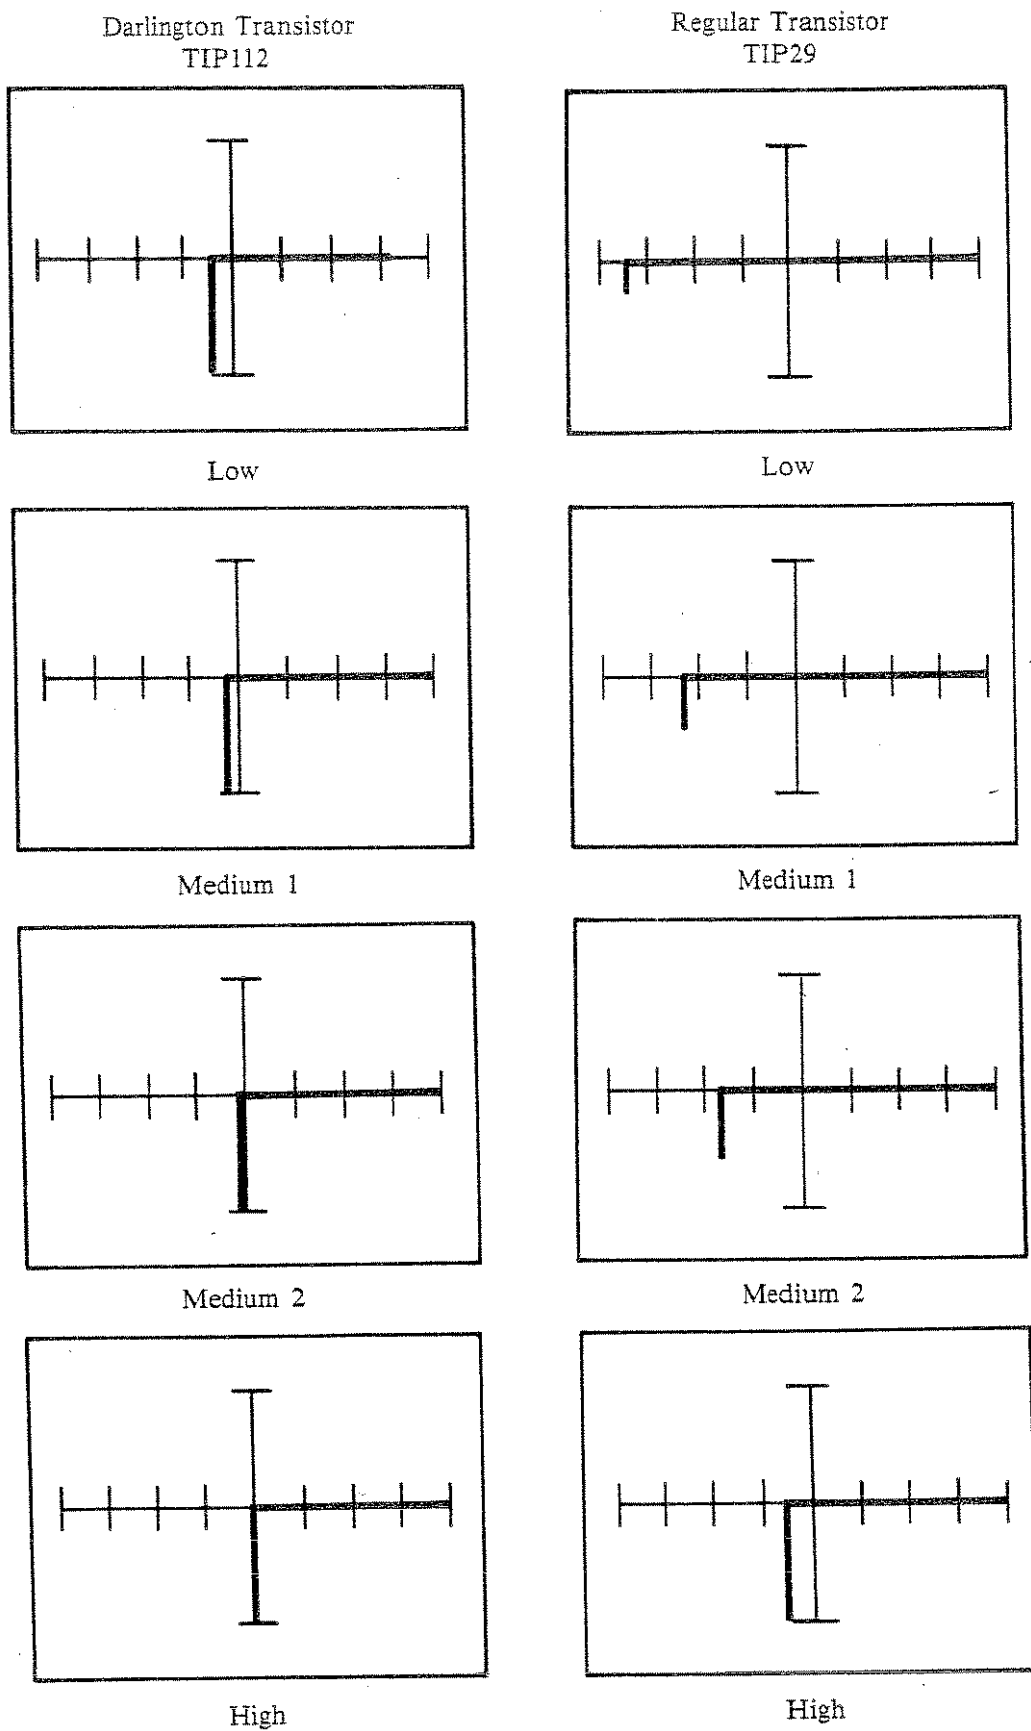 Darlington Transistor
TIP112
Regular Transistor
TIP29
Low
Low
Medium 1
Medium 1
Medium 2
Medium 2
High
High